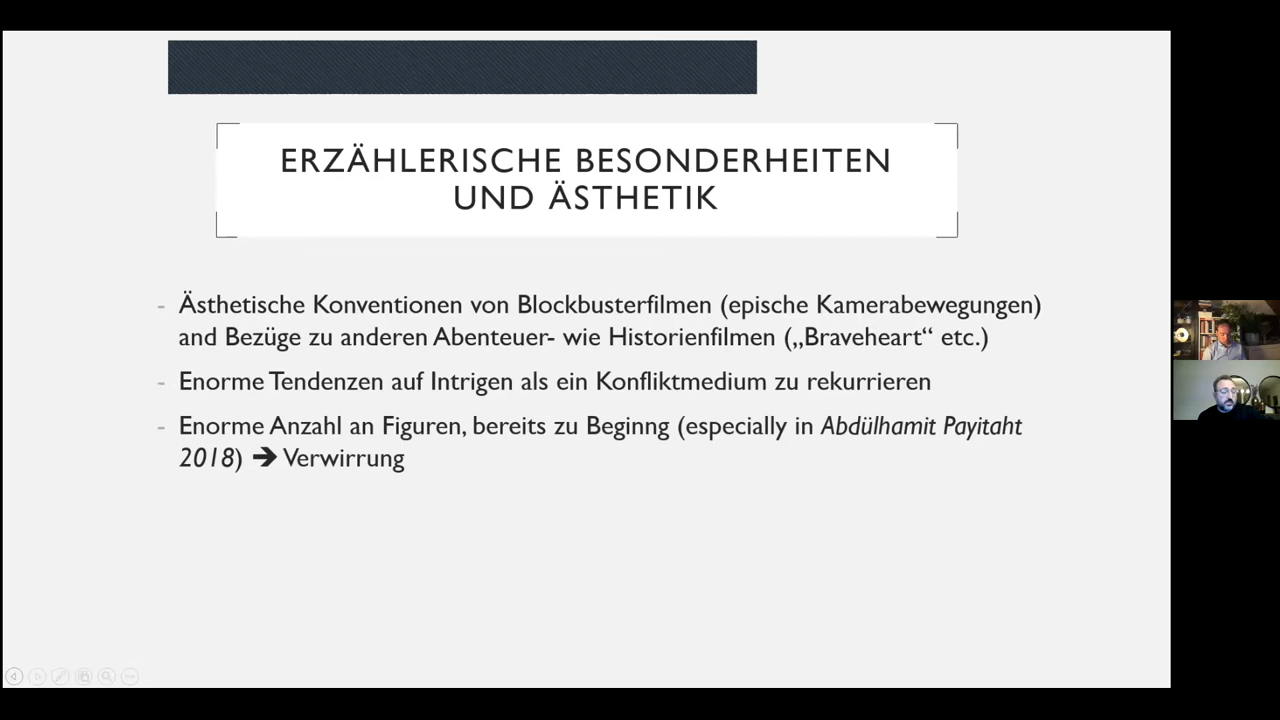 ERZÄHLERISCHE BESONDERHEITEN
UND ÄSTHETIK
- Ästhetische Konventionen von Blockbusterfilmen (epische Kamerabewegungen)
and Bezüge zu anderen Abenteuer- wie Historienfilmen („Braveheart“ etc.)
- Enorme Tendenzen auf Intrigen als ein Konfliktmedium zu rekurrieren
- Enorme Anzahl an Figuren, bereits zu Beginng (especially in Abdülhamit Payitaht
2018) ➔ Verwirrung